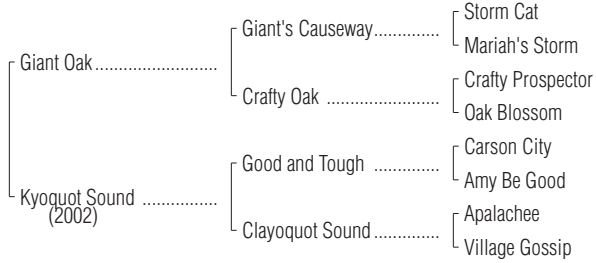 Storm Cat
Giant's Causeway..............
Mariah's Storm
Giant Oak..........................
Crafty Prospector
Crafty Oak ........................
Oak Blossom
Carson City
Good and Tough ..............
Amy Be Good
Kyoquot Sound ................
(2002)
Apalachee
Clayoquot Sound..............
Village Gossip